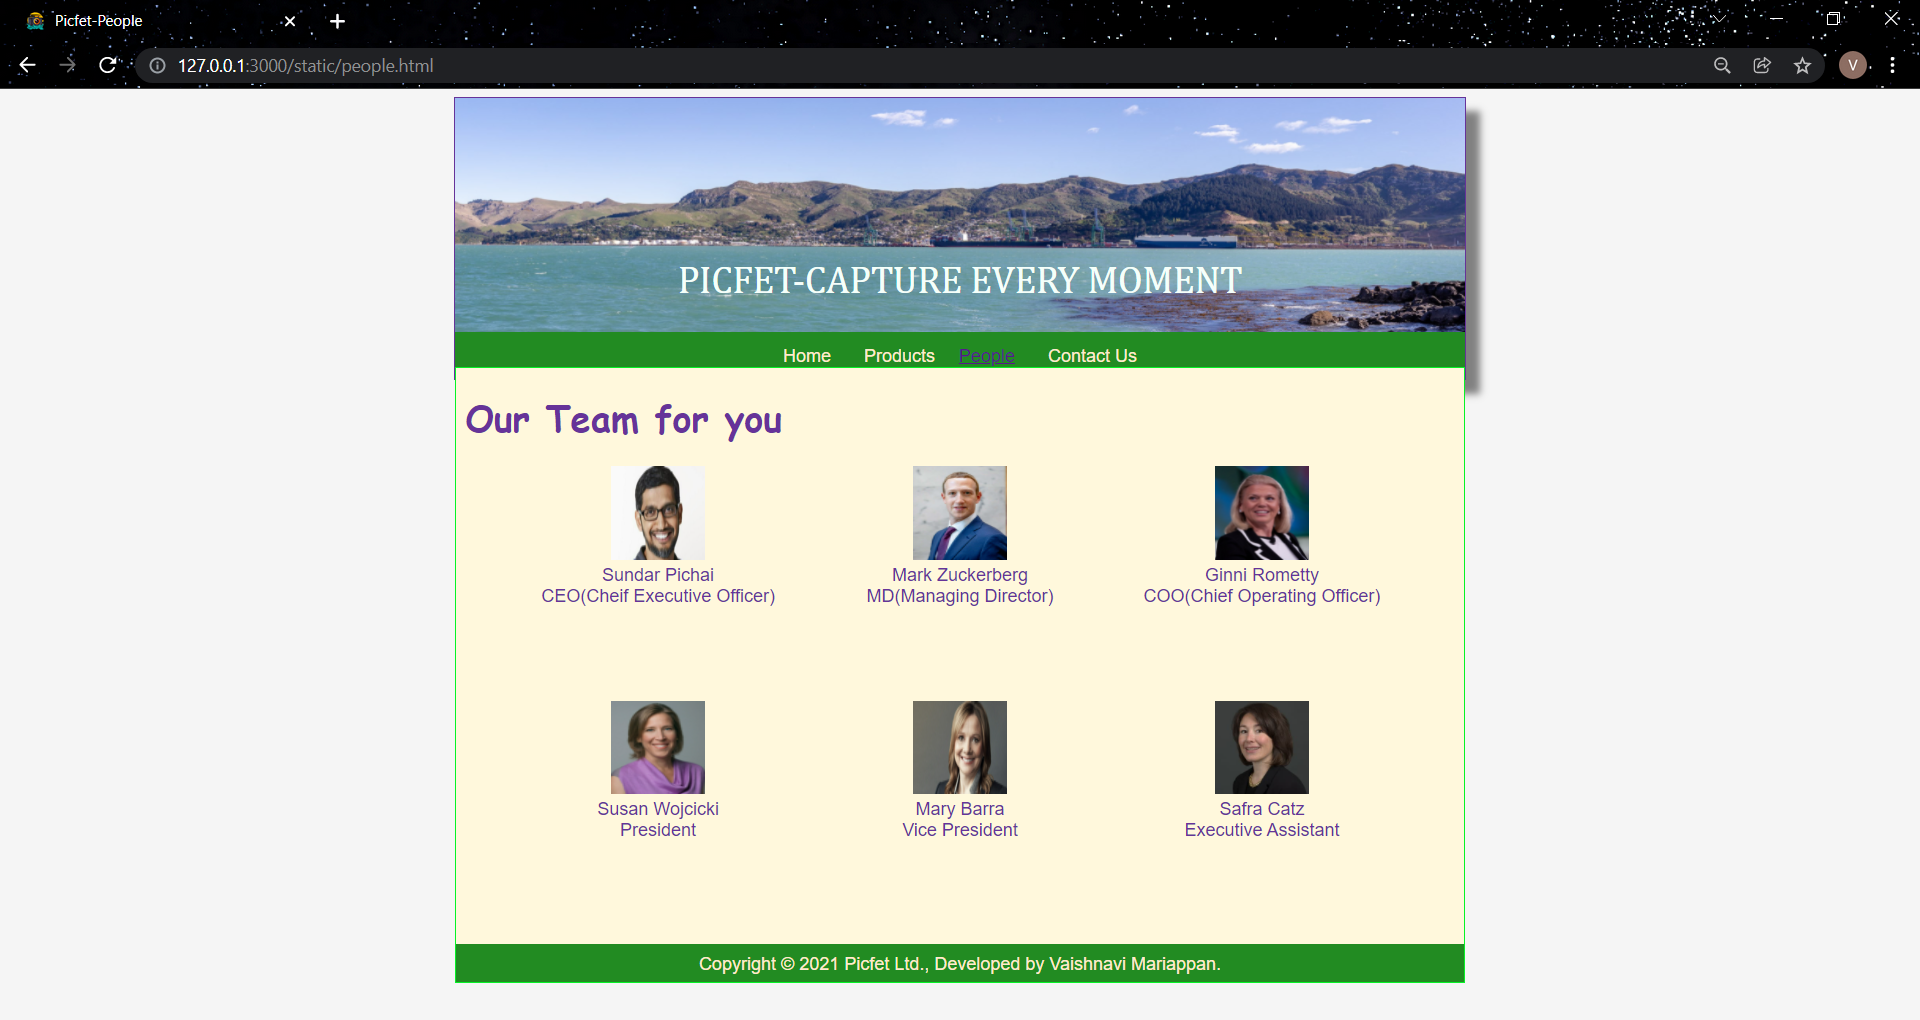 Picfet-People
127.0.0.1:3000/static/people.html
V
PICFET-CAPTURE EVERY MOMENT
Home Products People Contact Us
Our Team for you
Sundar Pichai
CEO(Cheif Executive Officer)
Mark Zuckerberg
MD(Managing Director)
Ginni Rometty
COO(Chief Operating Officer)
Susan Wojcicki
President
Mary Barra
Vice President
Safra Catz
Executive Assistant
Copyright © 2021 Picfet Ltd., Developed by Vaishnavi Mariappan.